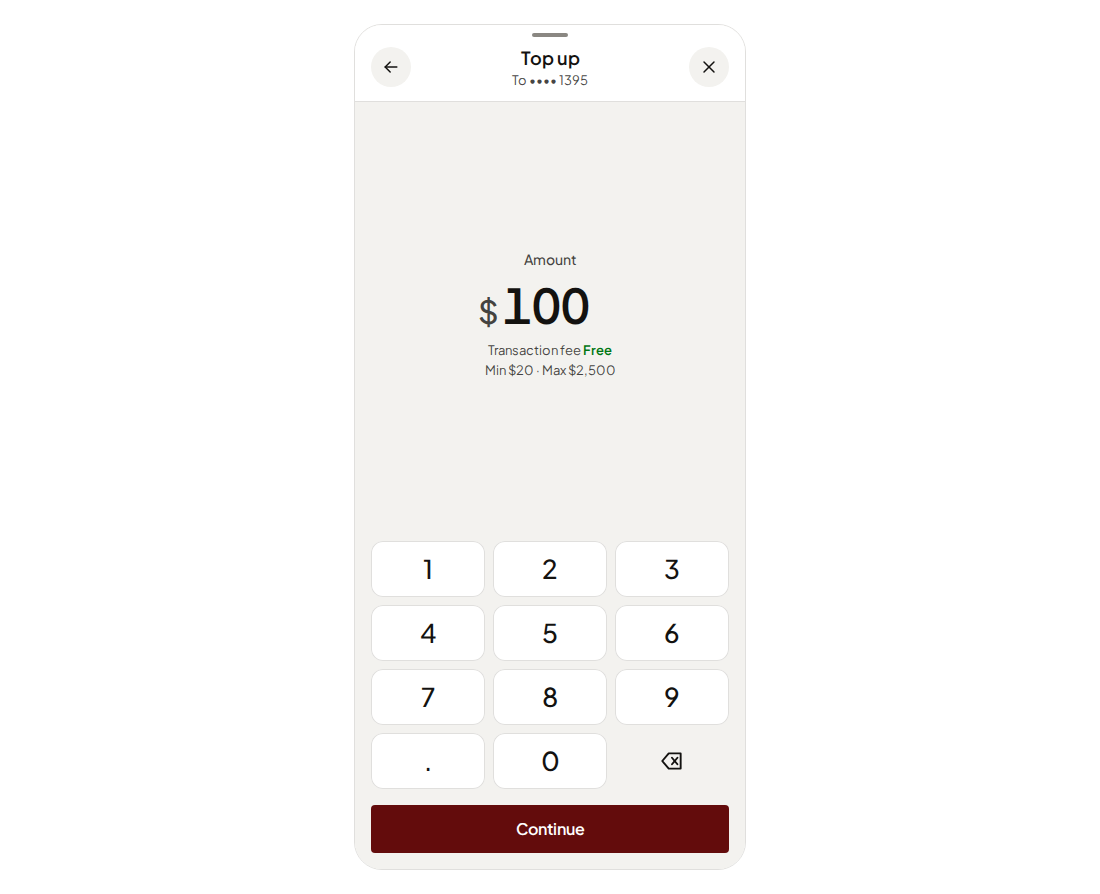 Top up
To •••• 1395
Amount
$100
Transaction fee Free
Min $20 · Max $2,500
1 2 3
4 5 6
7 8 9
. 0
Continue